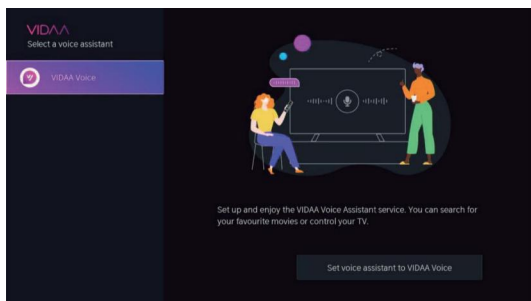 VIDAA
Select a voice assistant
VIDAA Voice
Set up and enjoy the VIDAA Voice Assistant service. You can search for
your favourite movies or control your TV.
Set voice assistant to VIDAA Voice